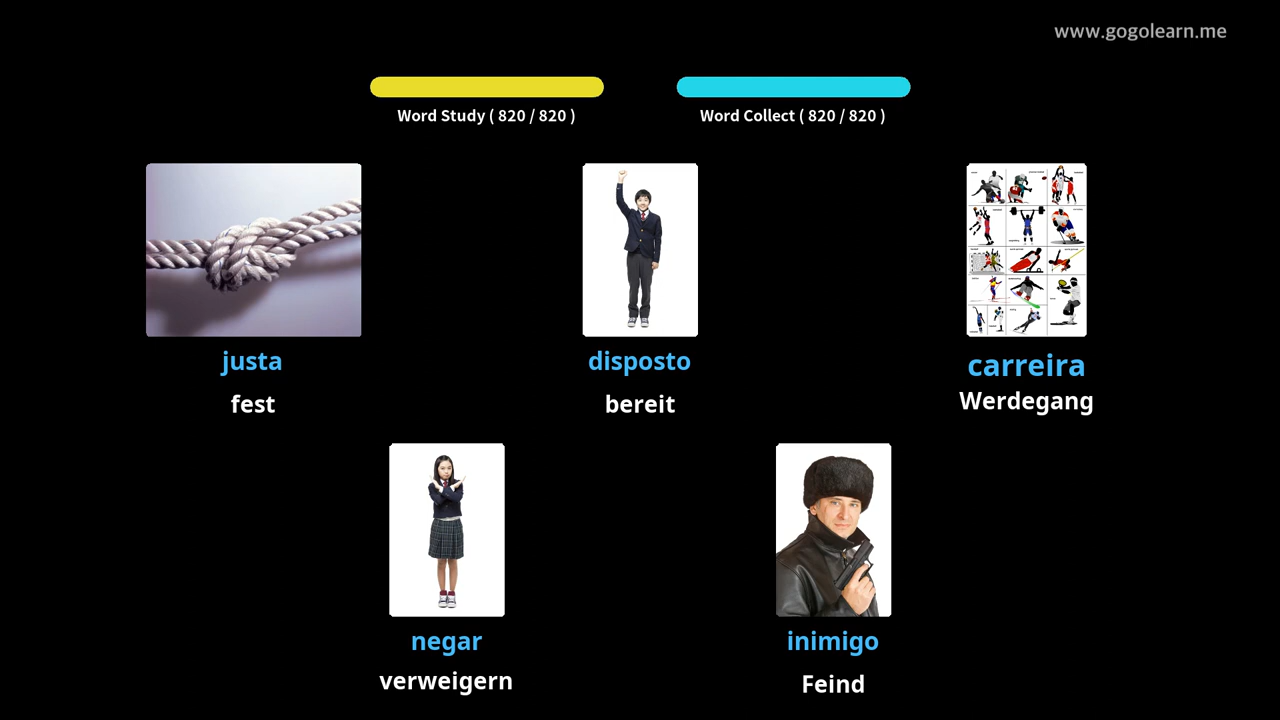 www.gogolearn.me
Word Study ( 820 / 820 )
Word Collect ( 820 / 820 )
justa
fest
disposto
bereit
carreira
Werdegang
negar
verweigern
inimigo
Feind